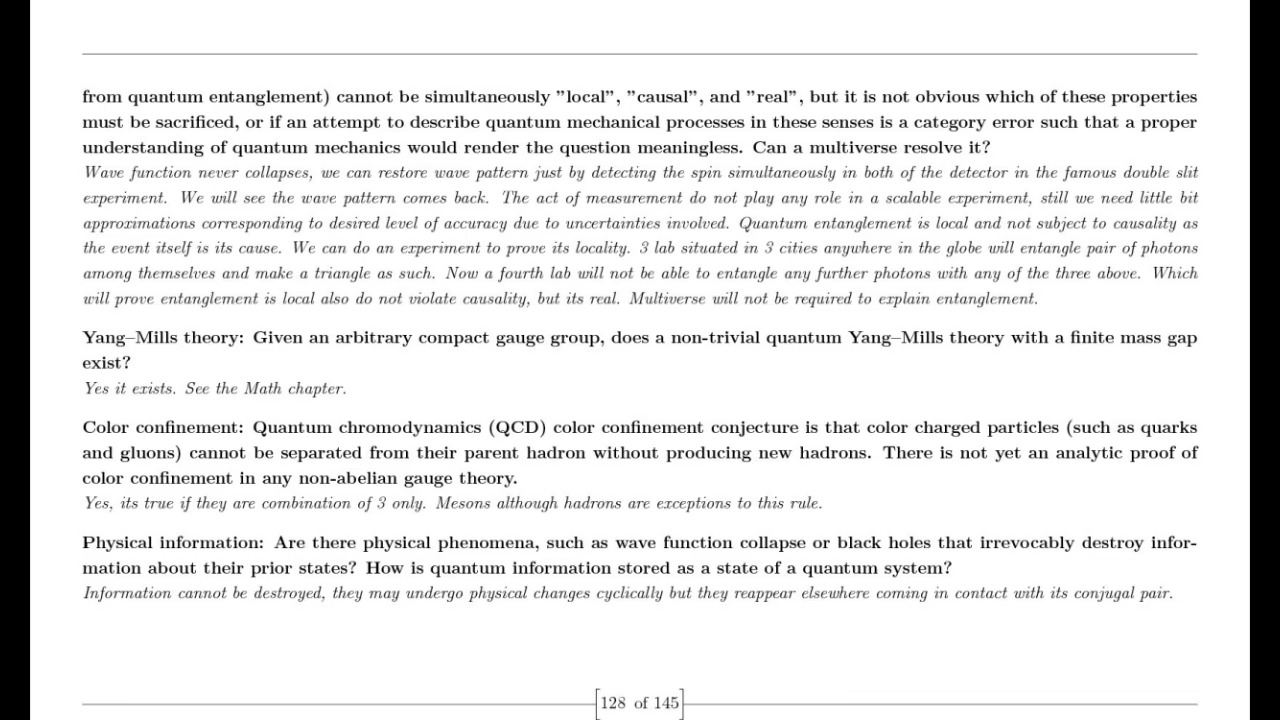 from quantum entanglement) cannot be simultaneously ”local”, ”causal”, and ”real”, but it is not obvious which of these properties
must be sacrificed, or if an attempt to describe quantum mechanical processes in these senses is a category error such that a proper
understanding of quantum mechanics would render the question meaningless. Can a multiverse resolve it?
Wave function never collapses, we can restore wave pattern just by detecting the spin simultaneously in both of the detector in the famous double slit
experiment. We will see the wave pattern comes back. The act of measurement do not play any role in a scalable experiment, still we need little bit
approximations corresponding to desired level of accuracy due to uncertainties involved. Quantum entanglement is local and not subject to causality as
the event itself is its cause. We can do an experiment to prove its locality. 3 lab situated in 3 cities anywhere in the globe will entangle pair of photons
among themselves and make a triangle as such. Now a fourth lab will not be able to entangle any further photons with any of the three above. Which
will prove entanglement is local also do not violate causality, but its real. Multiverse will not be required to explain entanglement.
Yang–Mills theory: Given an arbitrary compact gauge group, does a non-trivial quantum Yang–Mills theory with a finite mass gap
exist?
Yes it exists. See the Math chapter.
Color confinement: Quantum chromodynamics (QCD) color confinement conjecture is that color charged particles (such as quarks
and gluons) cannot be separated from their parent hadron without producing new hadrons. There is not yet an analytic proof of
color confinement in any non-abelian gauge theory.
Yes, its true if they are combination of 3 only. Mesons although hadrons are exceptions to this rule.
Physical information: Are there physical phenomena, such as wave function collapse or black holes that irrevocably destroy infor-
mation about their prior states? How is quantum information stored as a state of a quantum system?
Information cannot be destroyed, they may undergo physical changes cyclically but they reappear elsewhere coming in contact with its conjugal pair.
128 of 145